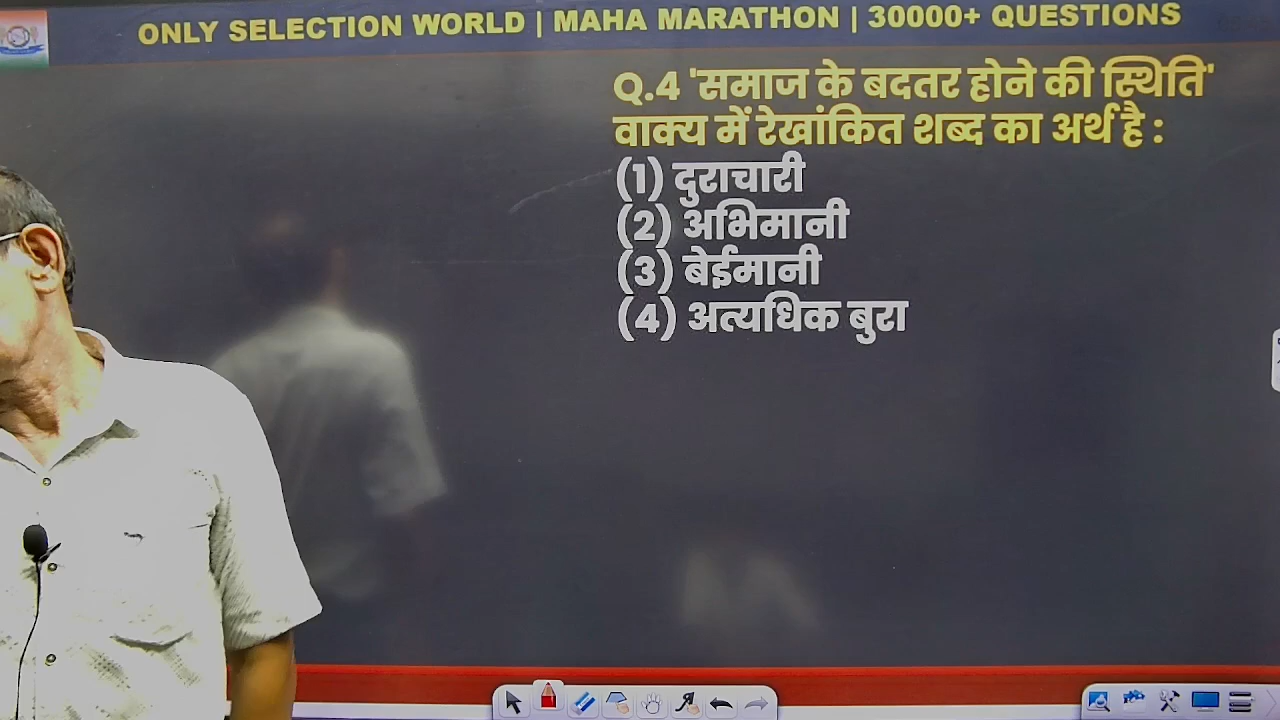 ONLY SELECTION WORLD | MAHA MARATHON | 30000+ QUESTIONS
Q.4 'समाज के बदतर होने की स्थिति'
वाक्य में रेखांकित शब्द का अर्थ है :
(1) दुराचारी
(2) अभिमानी
(3) बेईमानी
(4) अत्यधिक बुरा